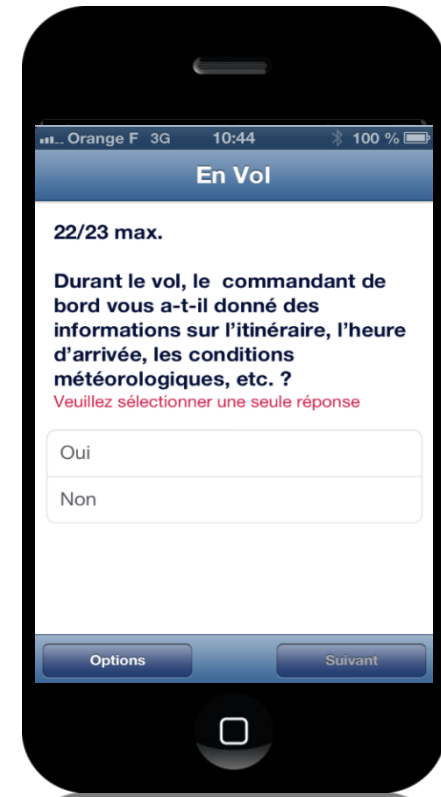 Orange F 3G 10:44 100 %
En Vol
22/23 max.
Durant le vol, le commandant de
bord vous a-t-il donné des
informations sur l’itinéraire, l’heure
d’arrivée, les conditions
météorologiques, etc. ?
Veuillez sélectionner une seule réponse
Oui
Non
Options Suivant